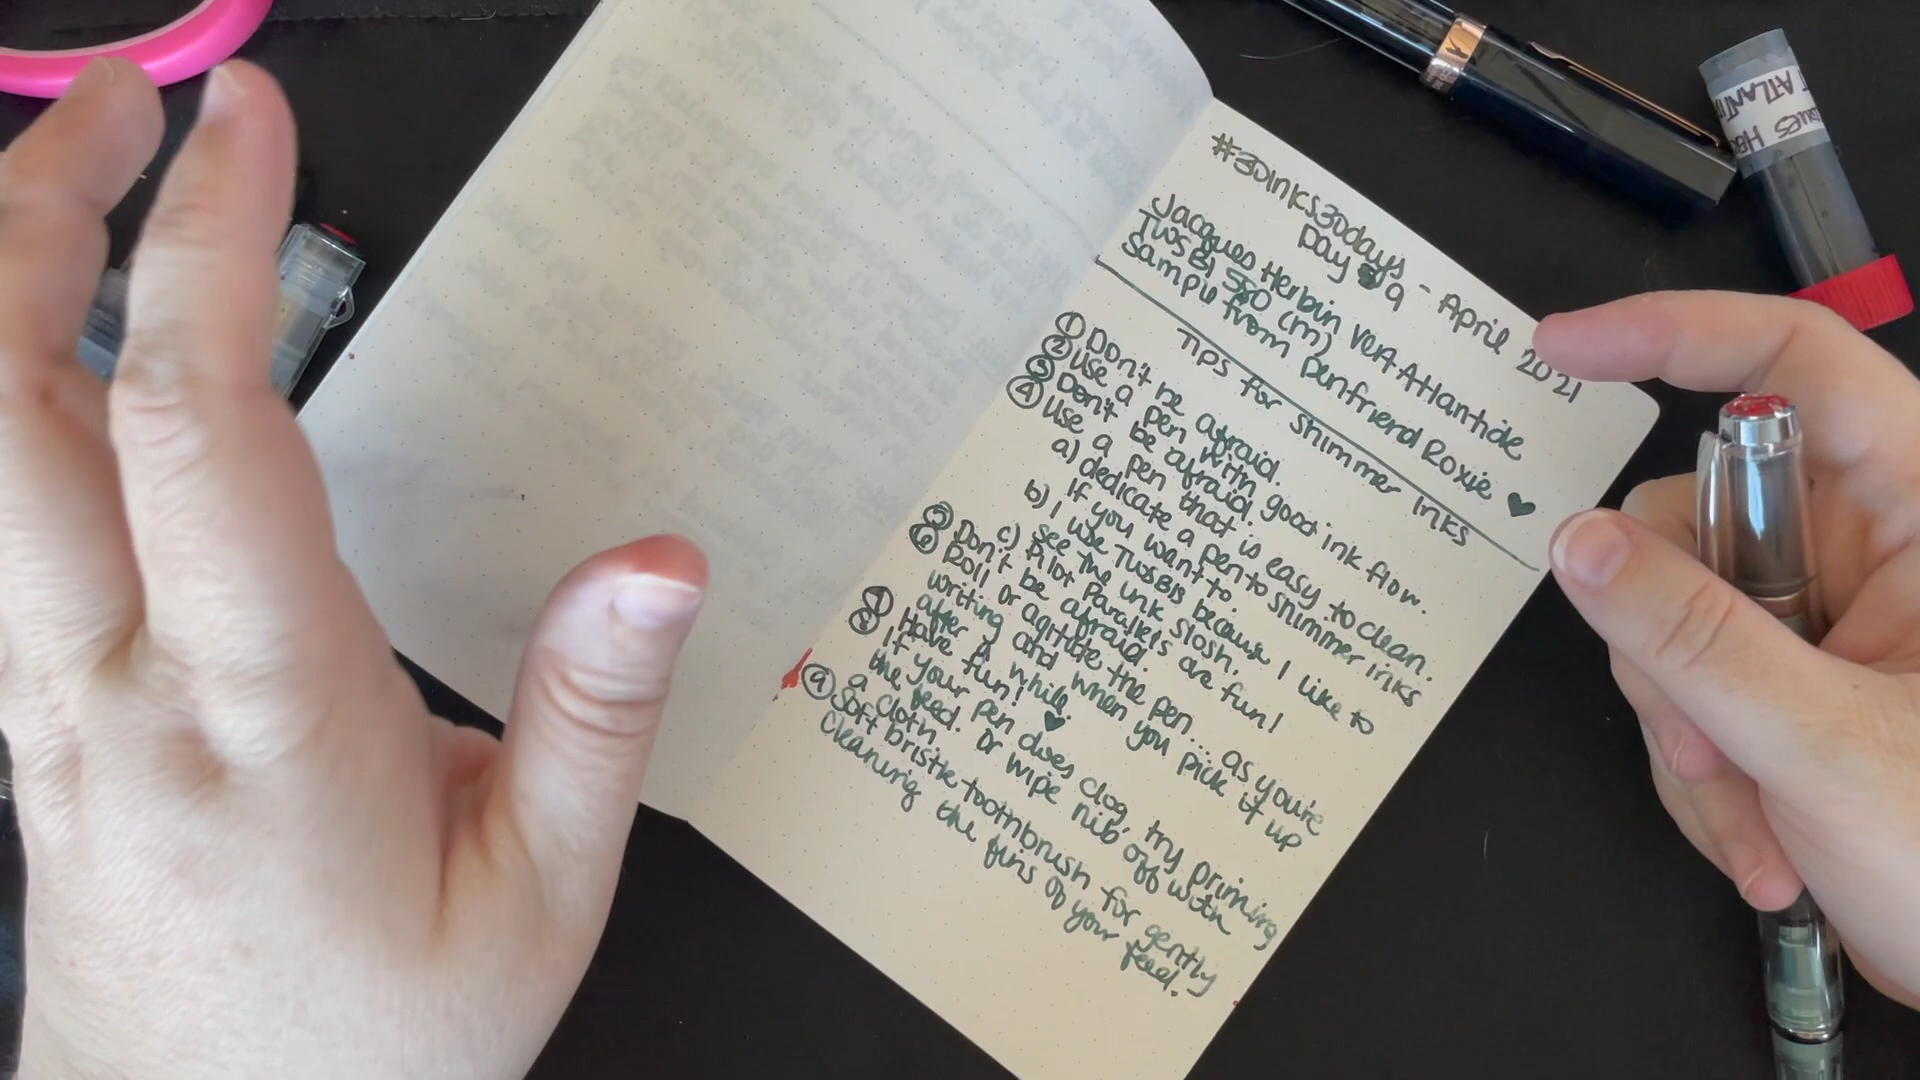 #30inks30days - April 2021
Day 9
Jacques Herbin Vert Atlantide
TWSBI 580 (m)
Sample from Penfriend Roxie ♥
Tips for Shimmer Inks
① Don't be afraid.
② Use a pen with good ink flow.
③ Don't be afraid.
④ Use a pen that is easy to clean.
a) dedicate a pen to shimmer inks
if you want to.
b) I use TWSBIs because I like to
see the ink slosh.
c) Pilot Parallels are fun!
⑤ Don't be afraid.
⑥ Roll or agitate the pen... as you're
writing and when you pick it up
after a while.
⑦ Have fun! ♥
⑧ If your pen does clog, try priming
the feed. Or wipe nib off with
a cloth.
⑨ Soft bristle toothbrush for gently
cleaning the fins of your feed.